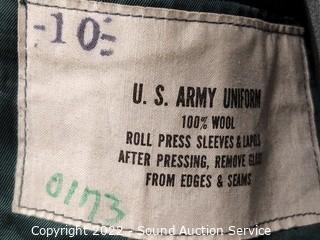 -10-
U. S. ARMY UNIFORM
100% WOOL
ROLL PRESS SLEEVES & LAPELS
AFTER PRESSING, REMOVE GLOSS
FROM EDGES & SEAMS
0173
Copyright 2022 - Sound Auction Service